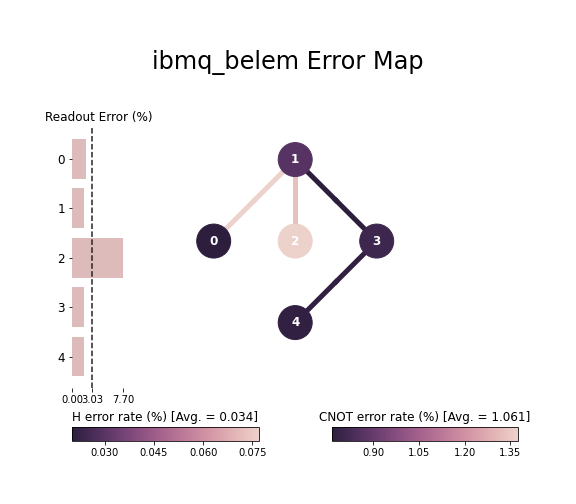 ibmq_belem Error Map
Readout Error (%)
0
1
2
3
4
0.00 3.03 7.70
1
0
2
3
4
H error rate (%) [Avg. = 0.034]
0.030 0.045 0.060 0.075
CNOT error rate (%) [Avg. = 1.061]
0.90 1.05 1.20 1.35